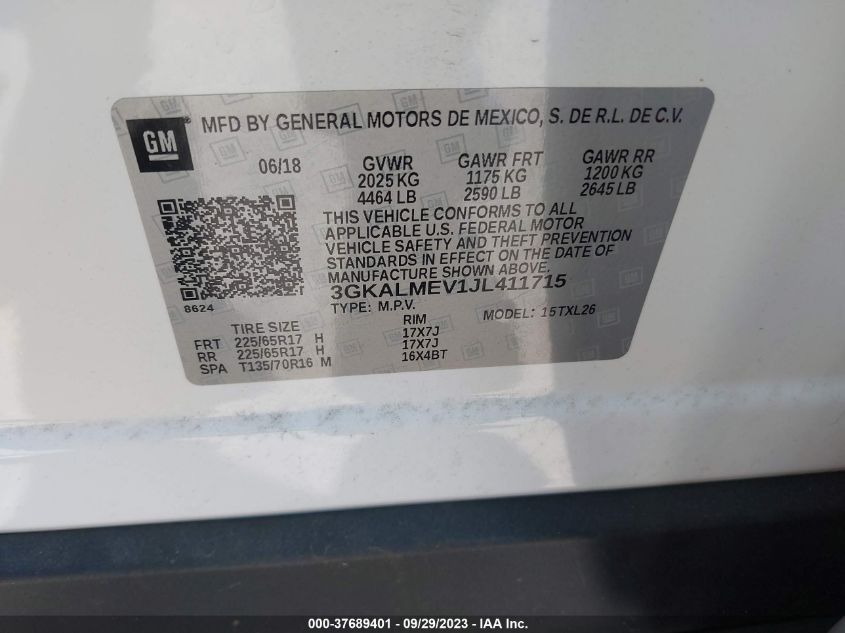 GM ® MFD BY GENERAL MOTORS DE MEXICO, S. DE R.L. DE C.V.
06/18 GVWR GAWR FRT GAWR RR
2025 KG 1175 KG 1200 KG
4464 LB 2590 LB 2645 LB
THIS VEHICLE CONFORMS TO ALL
APPLICABLE U.S. FEDERAL MOTOR
VEHICLE SAFETY AND THEFT PREVENTION
STANDARDS IN EFFECT ON THE DATE OF
MANUFACTURE SHOWN ABOVE.
3GKALMEV1JL411715
8624
TYPE: M.P.V. MODEL: 15TXL26
TIRE SIZE RIM
FRT 225/65R17 H 17X7J
RR 225/65R17 H 17X7J
SPA T135/70R16 M 16X4BT
000-37689401 - 09/29/2023 - Copyright © IAA, Inc.